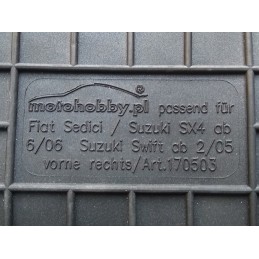 motohobby.pl passend für
Fiat Sedici / Suzuki SX4 ab
6/06 Suzuki Swift ab 2/05
vorne rechts/Art.170503